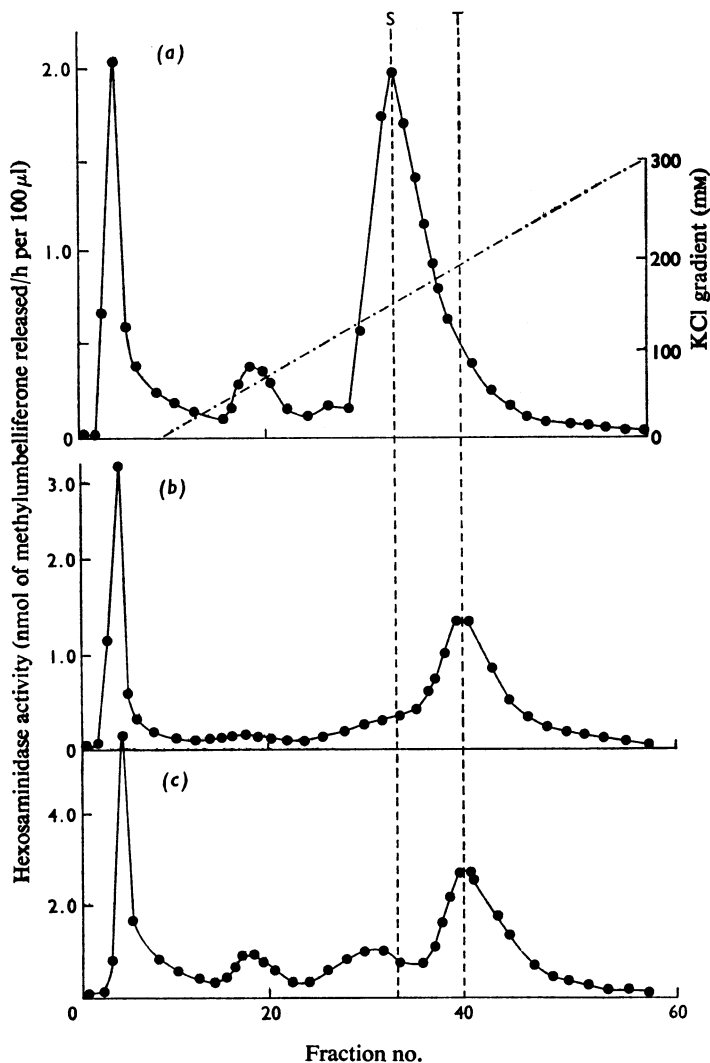 S T
(a)
2.0
1.0
0
300
200
100
0
KCl gradient (mM)
Hexosaminidase activity (nmol of methylumbelliferone released/h per 100 µl)
(b)
3.0
2.0
1.0
0
(c)
4.0
2.0
0 20 40 60
Fraction no.